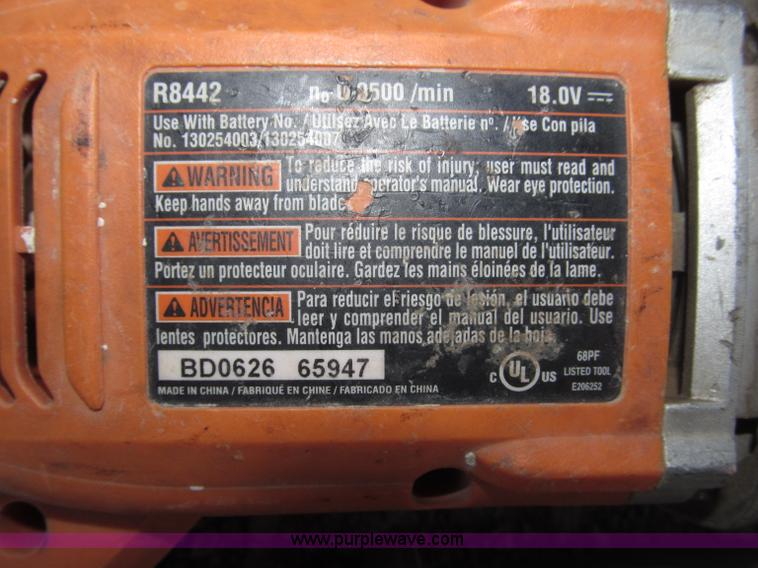 R8442 n₀ 0-2500 /min 18.0V
Use With Battery No. / Utilisez Avec Le Batterie nº. / Use Con pila
No. 130254003/130254007
WARNING To reduce the risk of injury, user must read and
understand operator's manual. Wear eye protection.
Keep hands away from blade
AVERTISSEMENT Pour réduire le risque de blessure, l'utilisateur
doit lire et comprendre le manuel de l'utilisateur.
Portez un protecteur oculaire. Gardez les mains éloinées de la lame.
ADVERTENCIA Para reducir el riesgo de lesión, el usuario debe
leer y comprender el manual del usuario. Use
lentes protectores. Mantenga las manos alejadas de la hoja.
BD0626 65947
68PF
C UL US LISTED TOOL
E206252
MADE IN CHINA / FABRIQUÉ EN CHINE / FABRICADO EN CHINA
www.purplewave.com